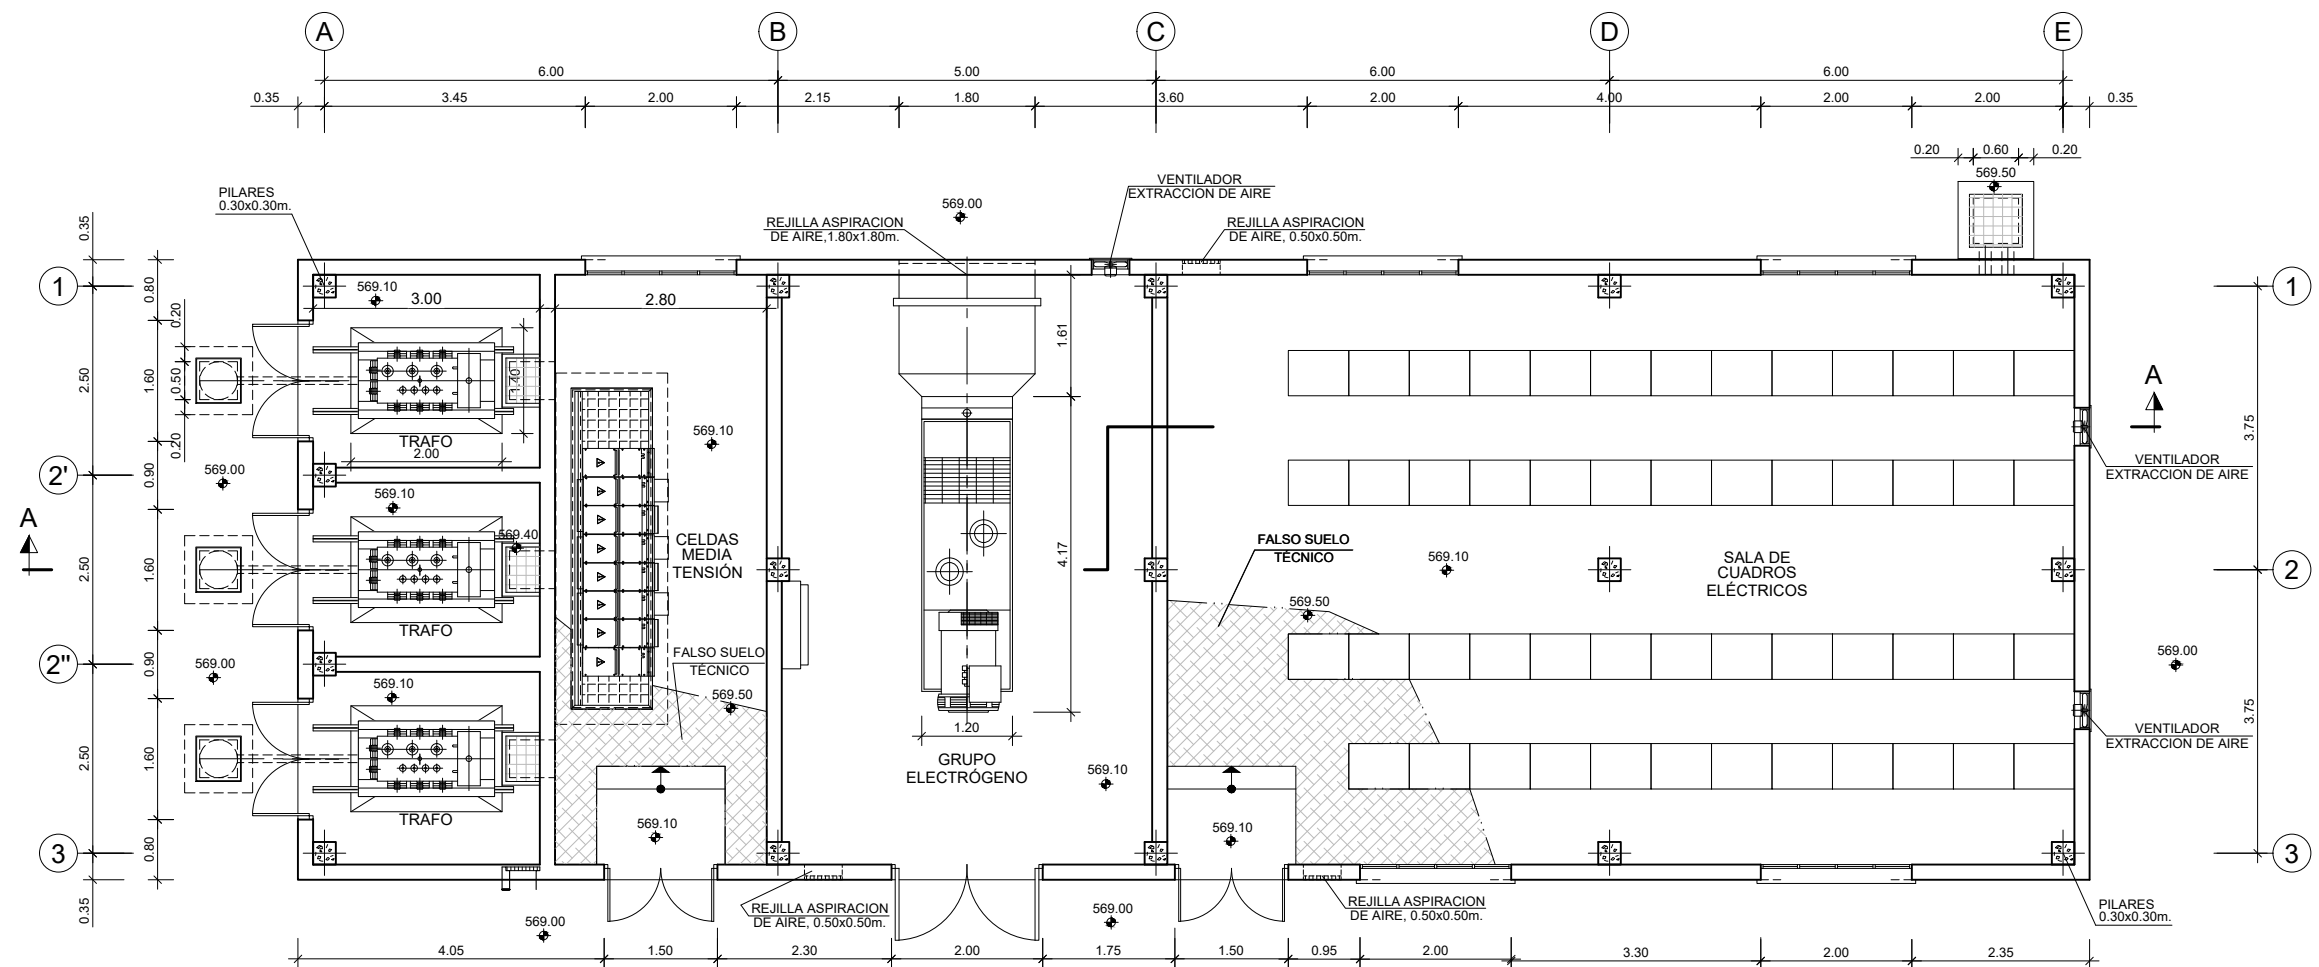 A
B
C
D
E
6.00
5.00
6.00
6.00
0.35
3.45
2.00
2.15
1.80
3.60
2.00
4.00
2.00
2.00
0.35
0.20
0.60
0.20
569.50
VENTILADOR
EXTRACCION DE AIRE
PILARES
0.30x0.30m.
569.00
REJILLA ASPIRACION
DE AIRE,1.80x1.80m.
REJILLA ASPIRACION
DE AIRE, 0.50x0.50m.
0.35
0.80
2.50
1.60
0.90
2.50
1.60
0.90
2.50
1.60
0.80
0.35
0.20
0.50
0.20
1
2'
2"
3
A
569.00
569.00
569.10
3.00
2.80
1.40
TRAFO
2.00
569.10
569.40
TRAFO
569.10
TRAFO
569.10
CELDAS
MEDIA
TENSIÓN
FALSO SUELO
TÉCNICO
569.50
569.10
1.61
4.17
1.20
GRUPO
ELECTRÓGENO
569.10
FALSO SUELO
TÉCNICO
569.50
569.10
SALA DE
CUADROS
ELÉCTRICOS
569.10
A
VENTILADOR
EXTRACCION DE AIRE
569.00
VENTILADOR
EXTRACCION DE AIRE
3.75
3.75
1
2
3
PILARES
0.30x0.30m.
REJILLA ASPIRACION
DE AIRE, 0.50x0.50m.
569.00
REJILLA ASPIRACION
DE AIRE, 0.50x0.50m.
569.00
4.05
1.50
2.30
2.00
1.75
1.50
0.95
2.00
3.30
2.00
2.35